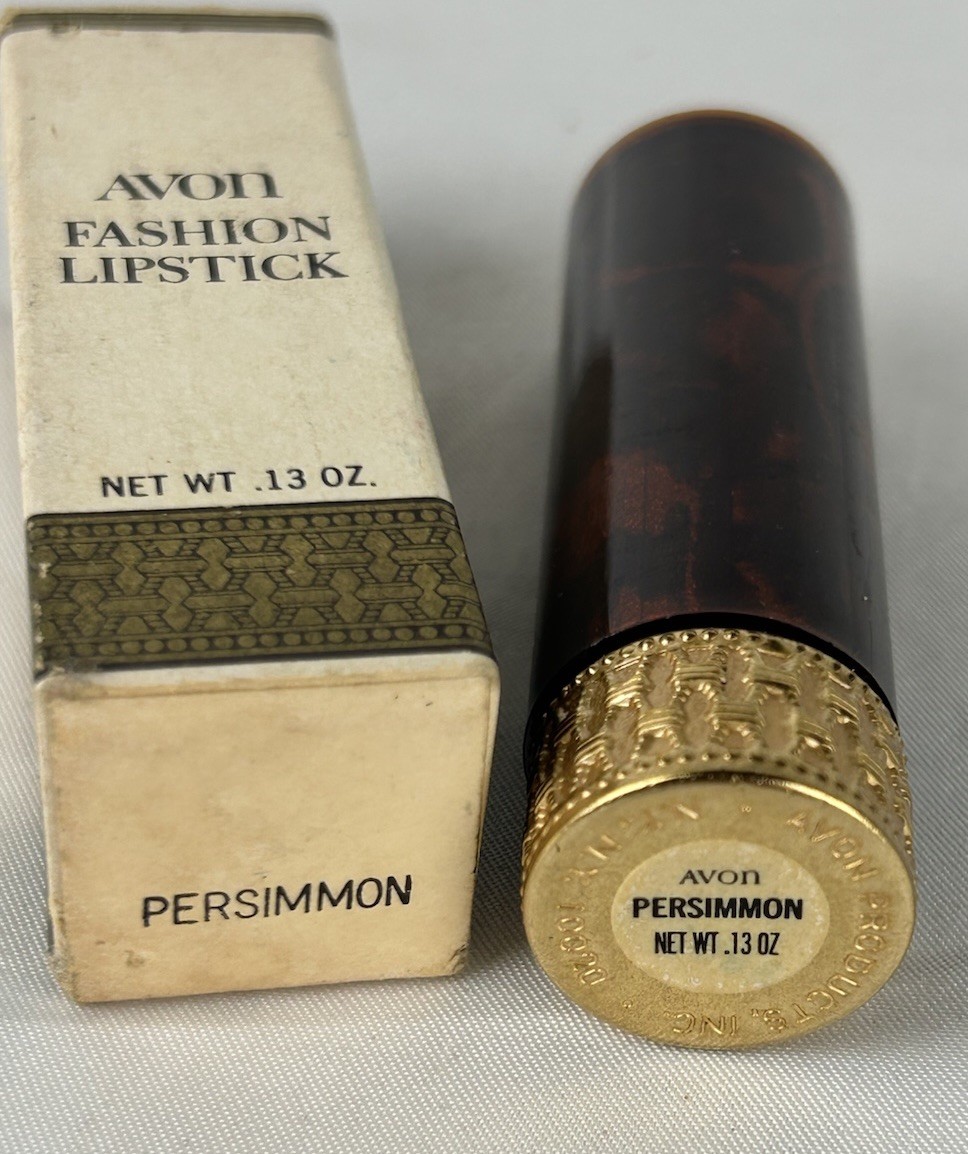 AVON
FASHION
LIPSTICK
NET WT .13 OZ.
PERSIMMON
AVON
PERSIMMON
NET WT .13 OZ
AVON PRODUCTS, INC.